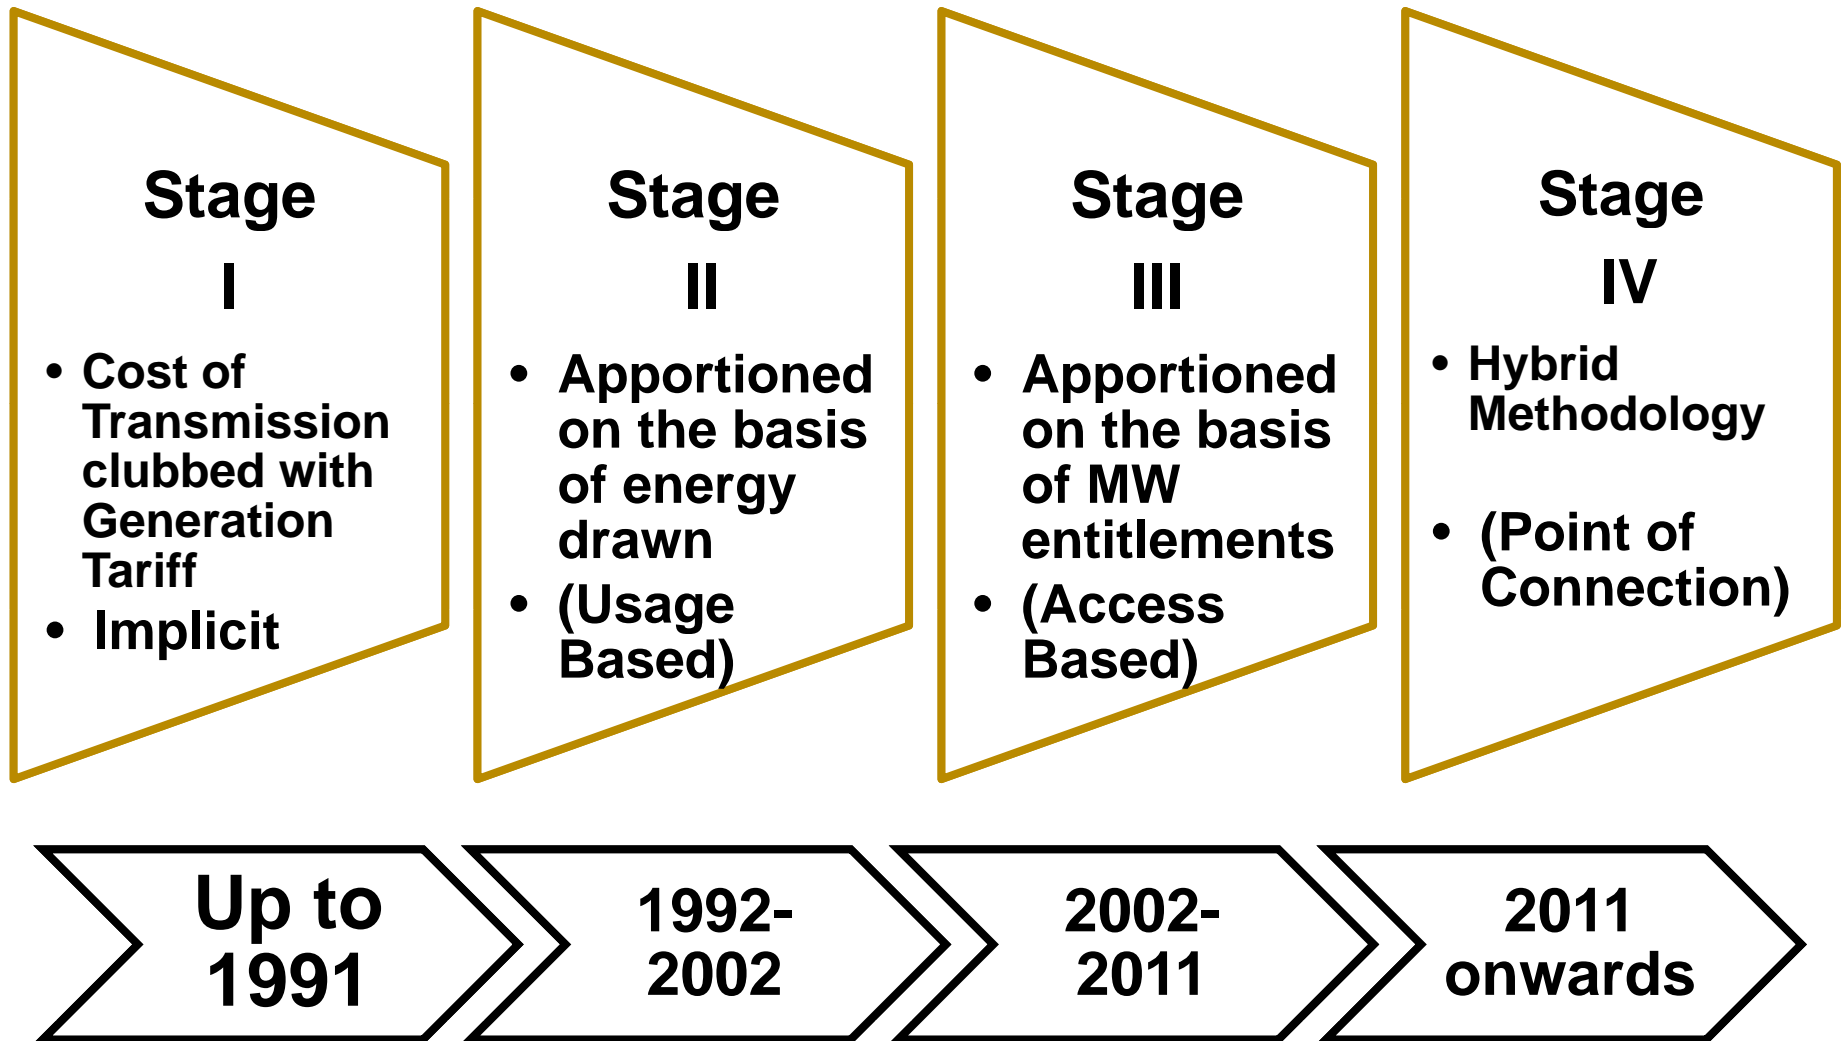 Stage
I
• Cost of
Transmission
clubbed with
Generation
Tariff
• Implicit
Stage
II
• Apportioned
on the basis
of energy
drawn
• (Usage
Based)
Stage
III
• Apportioned
on the basis
of MW
entitlements
• (Access
Based)
Stage
IV
• Hybrid
Methodology
• (Point of
Connection)
Up to
1991
1992-
2002
2002-
2011
2011
onwards